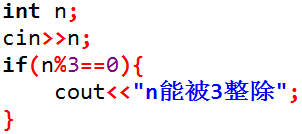 int n;
cin>>n;
if(n%3==0){
    cout<<"n能被3整除";
}